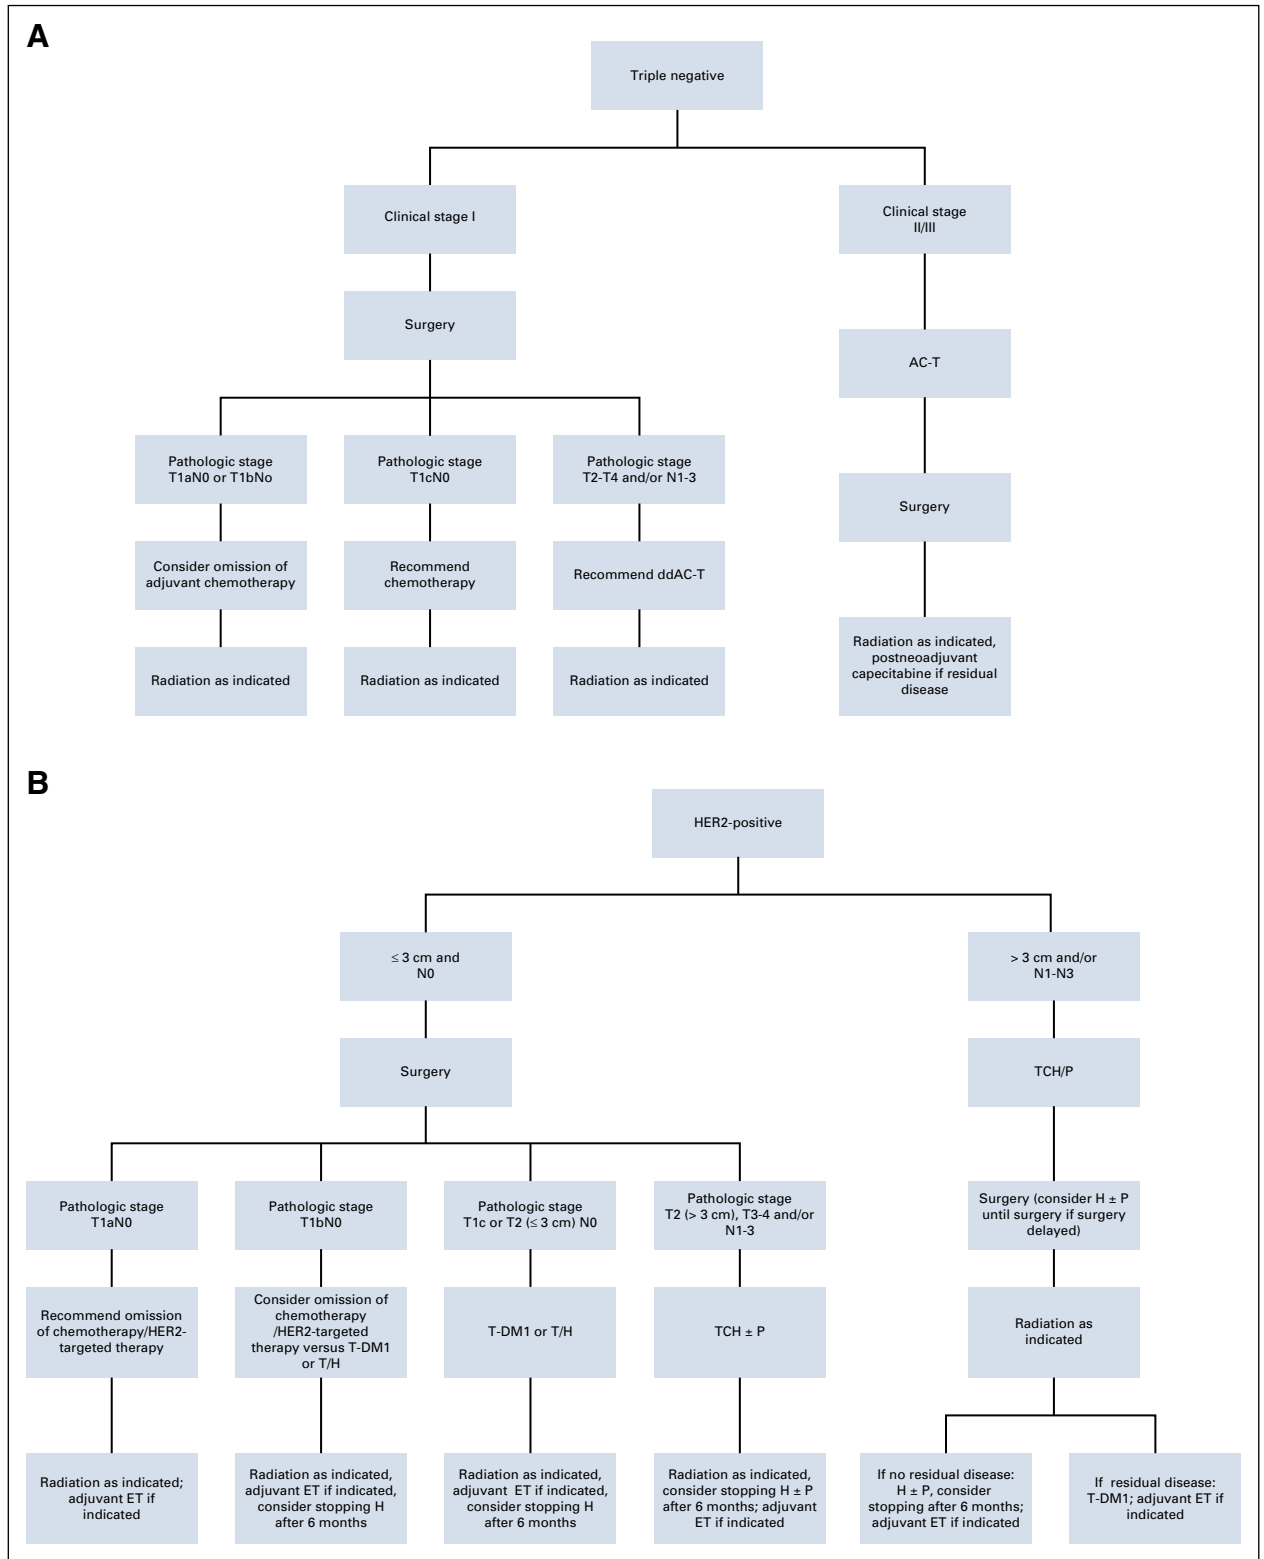 A
Triple negative
Clinical stage I
Clinical stage
II/III
Surgery
AC-T
Pathologic stage
T1aN0 or T1bNo
Pathologic stage
T1cN0
Pathologic stage
T2-T4 and/or N1-3
Surgery
Consider omission of
adjuvant chemotherapy
Recommend
chemotherapy
Recommend ddAC-T
Radiation as indicated
Radiation as indicated
Radiation as indicated
Radiation as indicated,
postneoadjuvant
capecitabine if residual
disease
B
HER2-positive
≤ 3 cm and
N0
> 3 cm and/or
N1-N3
Surgery
TCH/P
Pathologic stage
T1aN0
Pathologic stage
T1bN0
Pathologic stage
T1c or T2 (≤ 3 cm) N0
Pathologic stage
T2 (> 3 cm), T3-4 and/or
N1-3
Surgery (consider H ± P
until surgery if surgery
delayed)
Recommend omission
of chemotherapy/HER2-
targeted therapy
Consider omission of
chemotherapy
/HER2-targeted
therapy versus T-DM1
or T/H
T-DM1 or T/H
TCH ± P
Radiation as
indicated
Radiation as indicated;
adjuvant ET if
indicated
Radiation as indicated,
adjuvant ET if indicated,
consider stopping H
after 6 months
Radiation as indicated,
adjuvant ET if indicated,
consider stopping H
after 6 months
Radiation as indicated,
consider stopping H ± P
after 6 months; adjuvant
ET if indicated
If no residual disease:
H ± P, consider
stopping after 6 months;
adjuvant ET if indicated
If residual disease:
T-DM1; adjuvant ET if
indicated